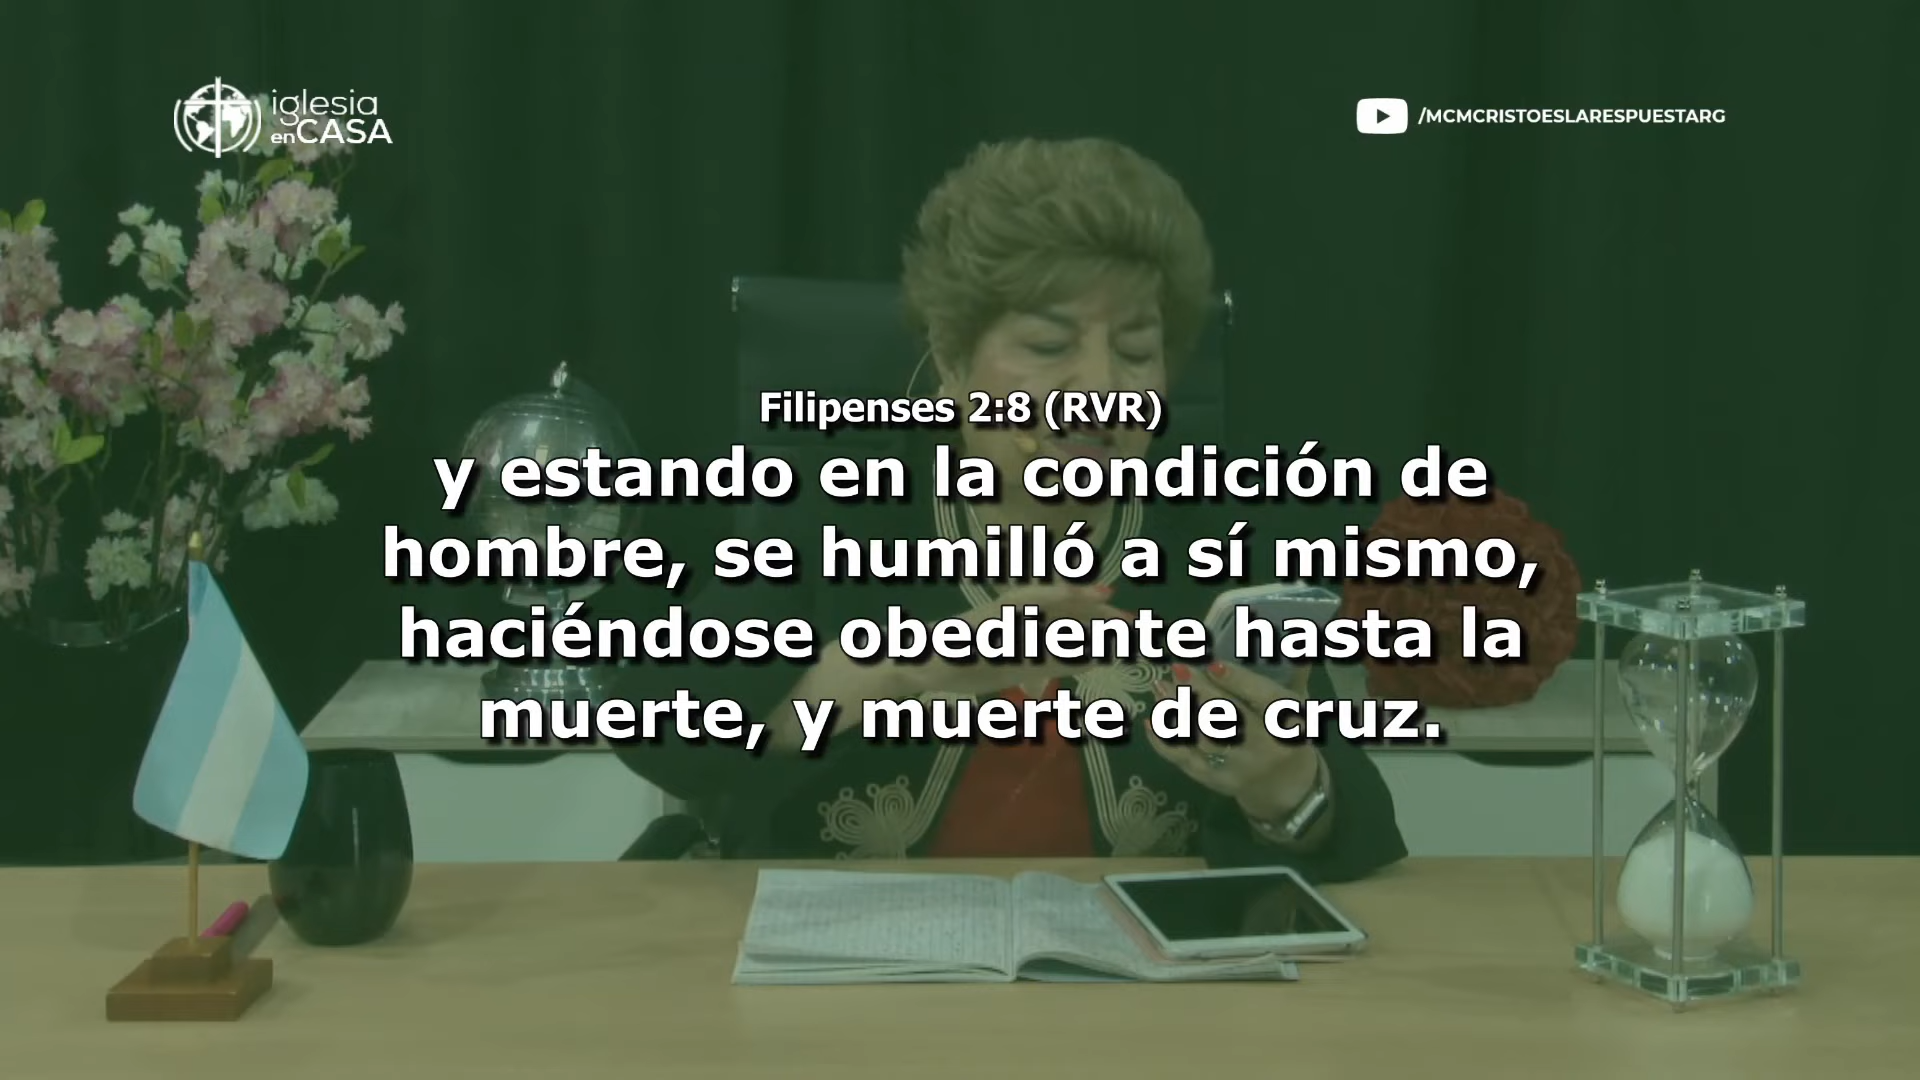 iglesia
enCASA
/MCMCRISTOESLARESPUESTARG
Filipenses 2:8 (RVR)
y estando en la condición de
hombre, se humilló a sí mismo,
haciéndose obediente hasta la
muerte, y muerte de cruz.